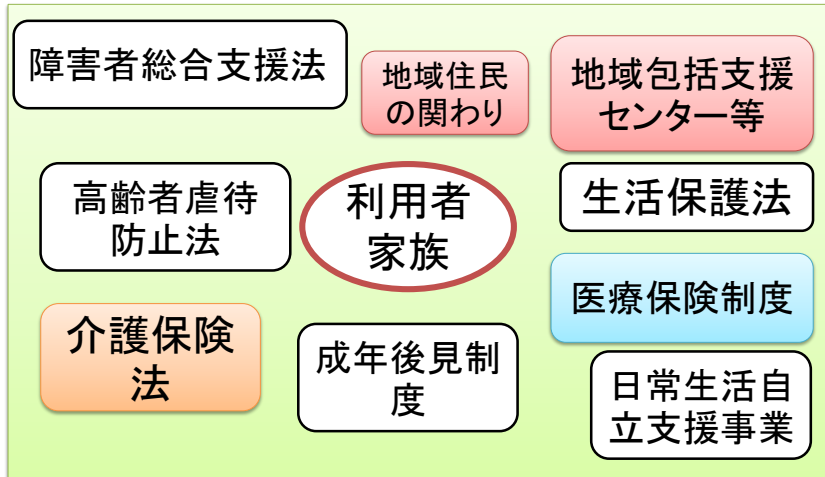 障害者総合支援法
地域住民
の関わり
地域包括支援
センター等
高齢者虐待
防止法
利用者
家族
生活保護法
医療保険制度
介護保険
法
成年後見制
度
日常生活自
立支援事業